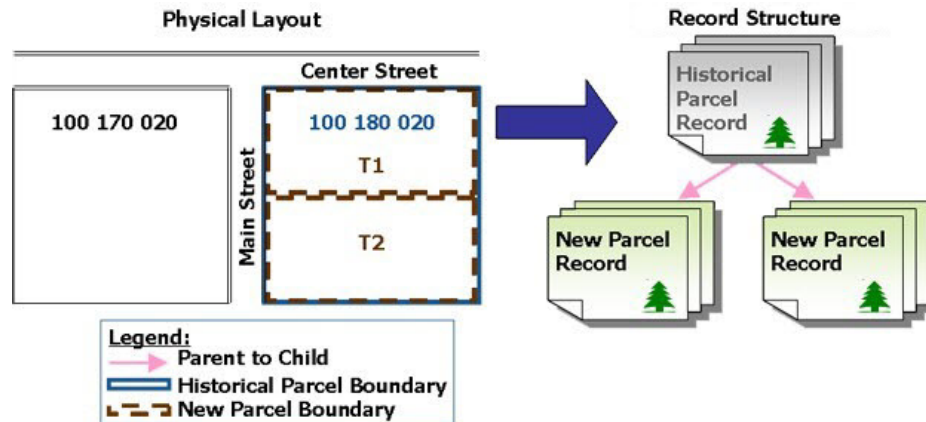 Physical Layout
Record Structure
Center Street
100 170 020
100 180 020
T1
T2
Main Street
Historical
Parcel
Record
New Parcel
Record
New Parcel
Record
Legend:
Parent to Child
Historical Parcel Boundary
New Parcel Boundary